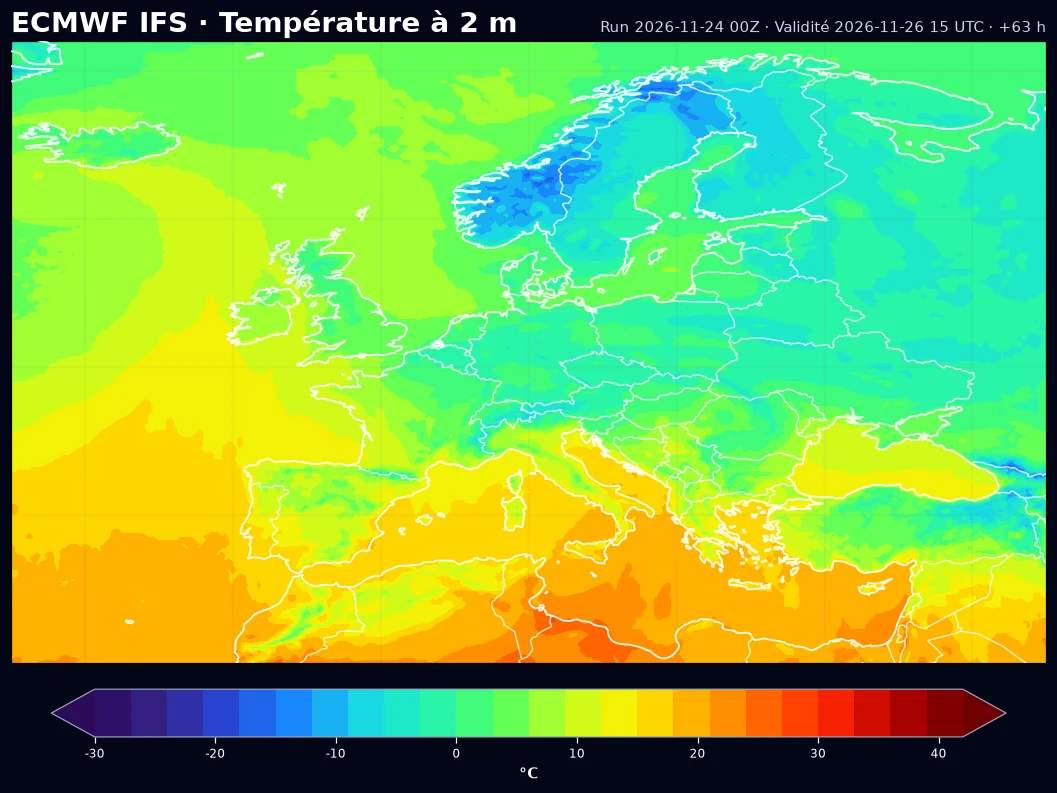 ECMWF IFS · Température à 2 m
Run 2026-11-24 00Z · Validité 2026-11-26 15 UTC · +63 h
-30 -20 -10 0 10 20 30 40
°C